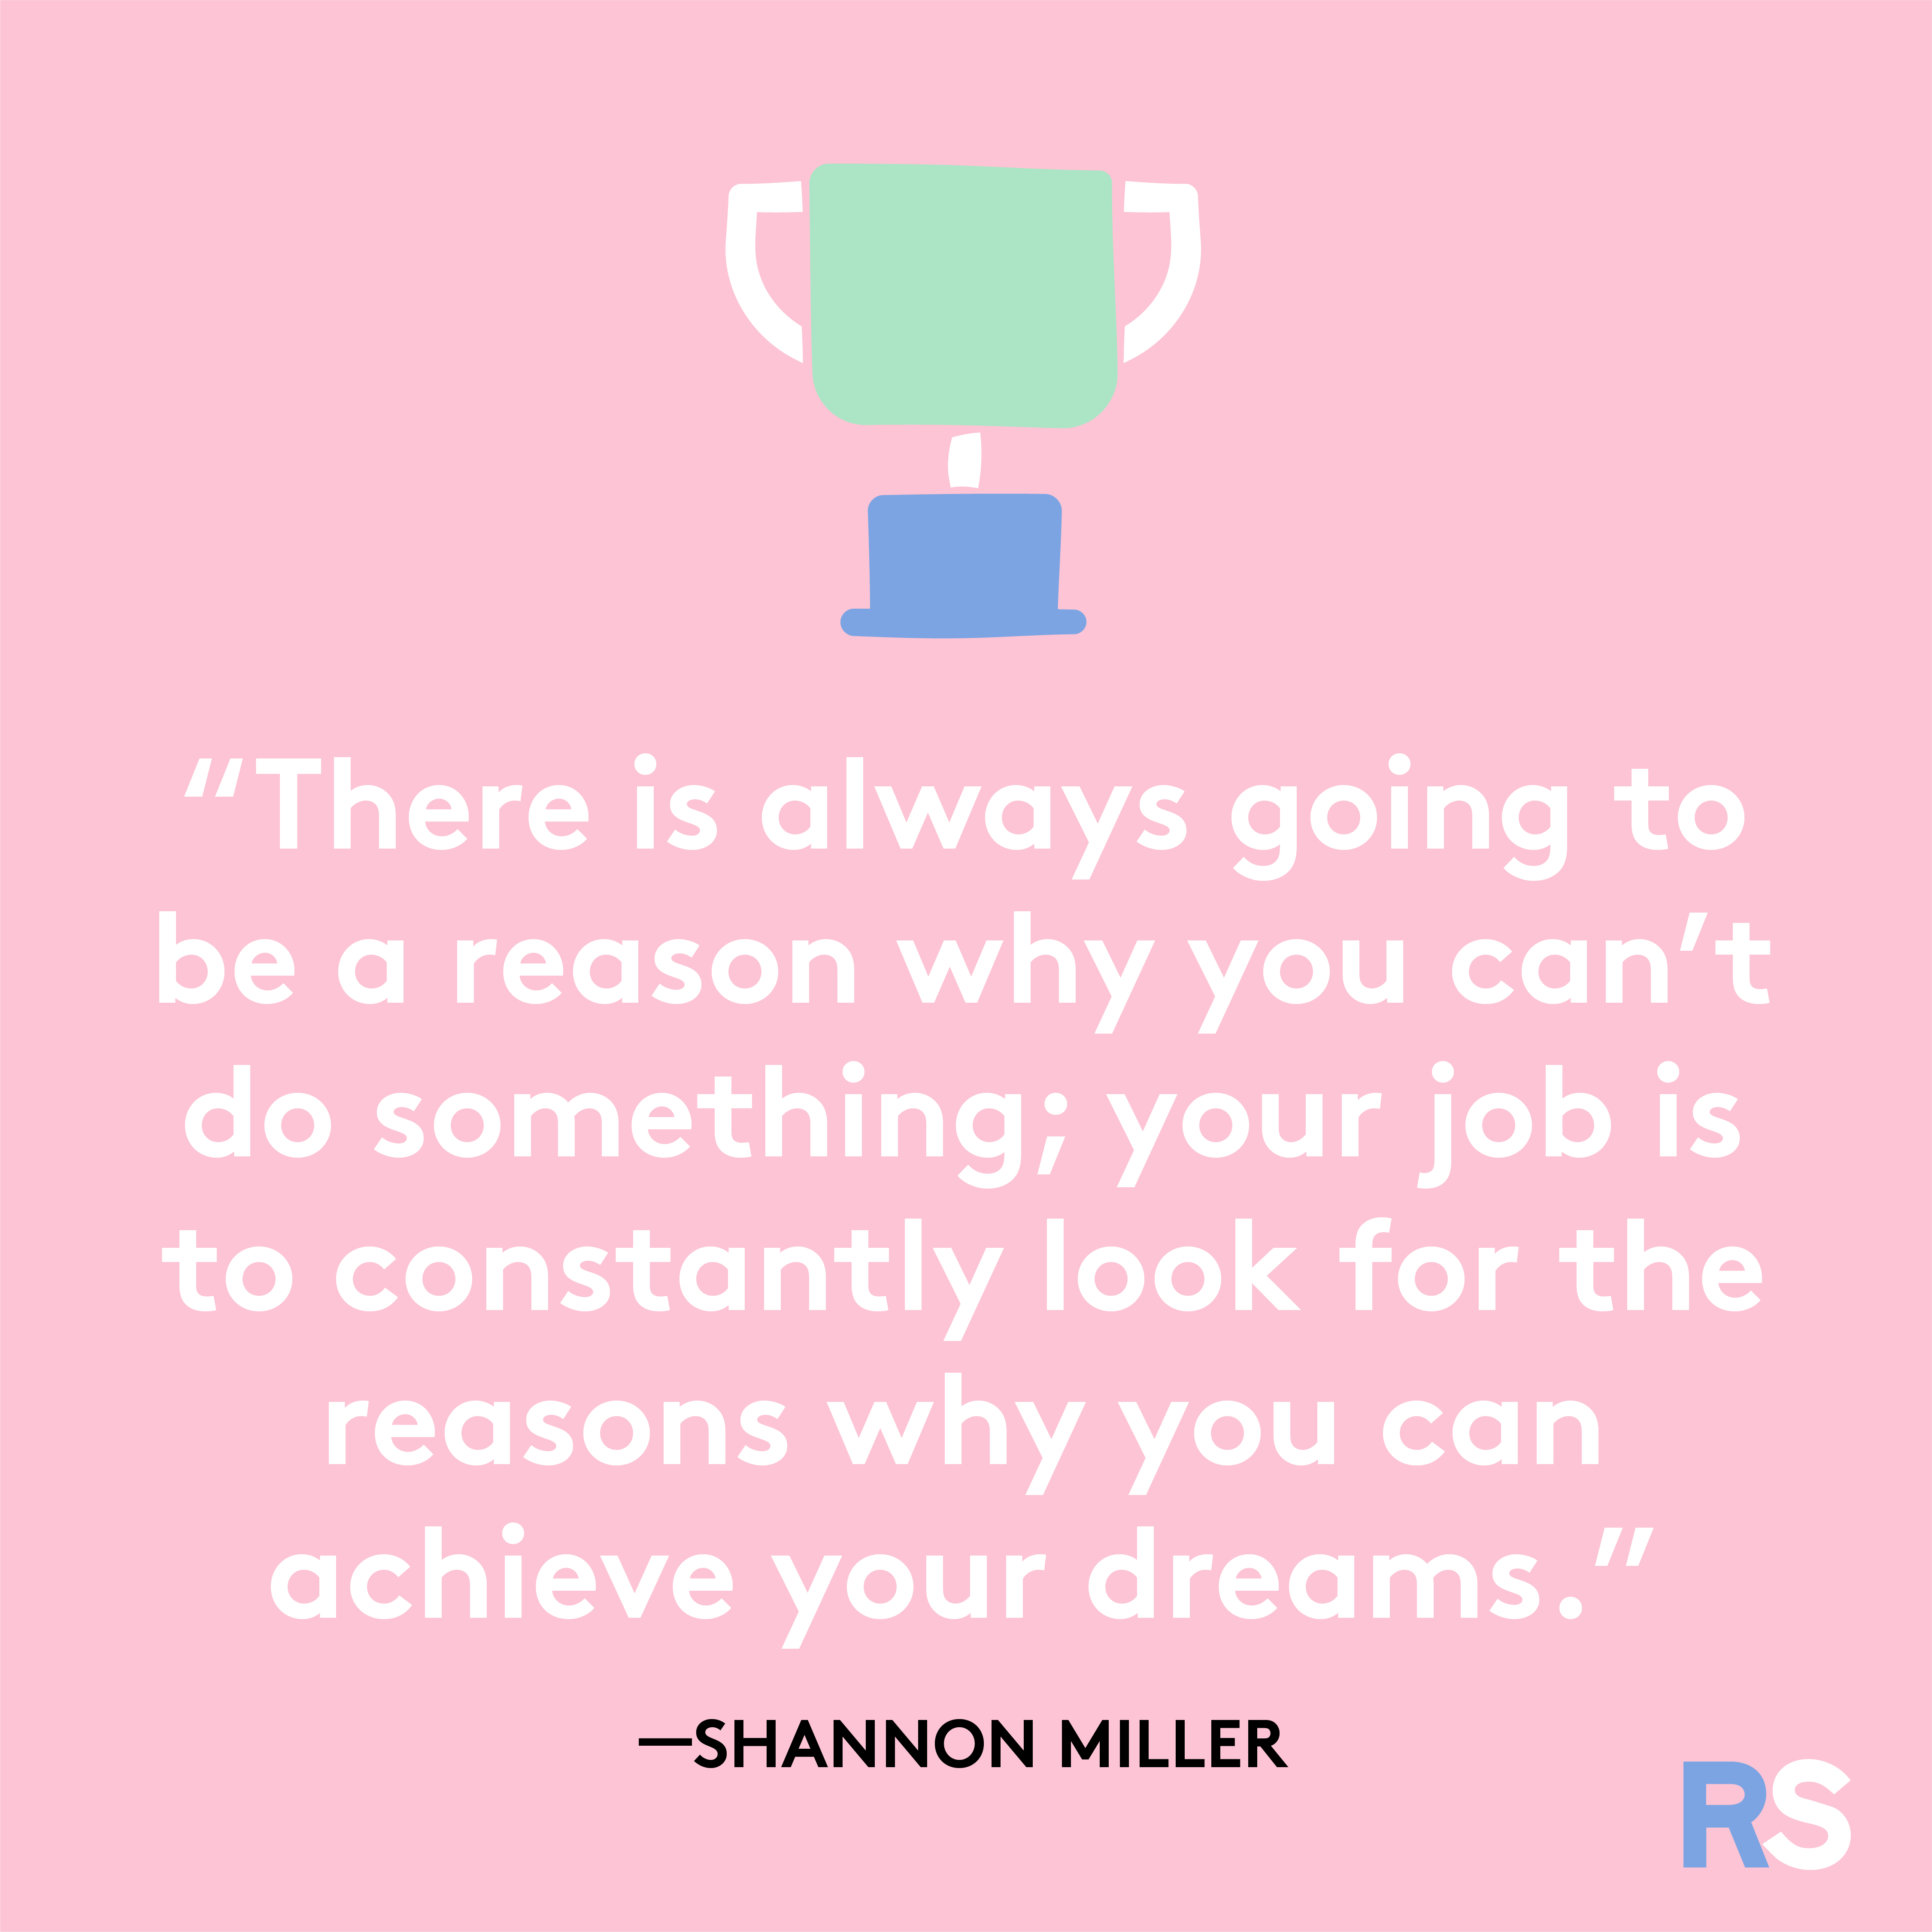 “There is always going to
be a reason why you can’t
do something; your job is
to constantly look for the
reasons why you can
achieve your dreams.”
—SHANNON MILLER
RS